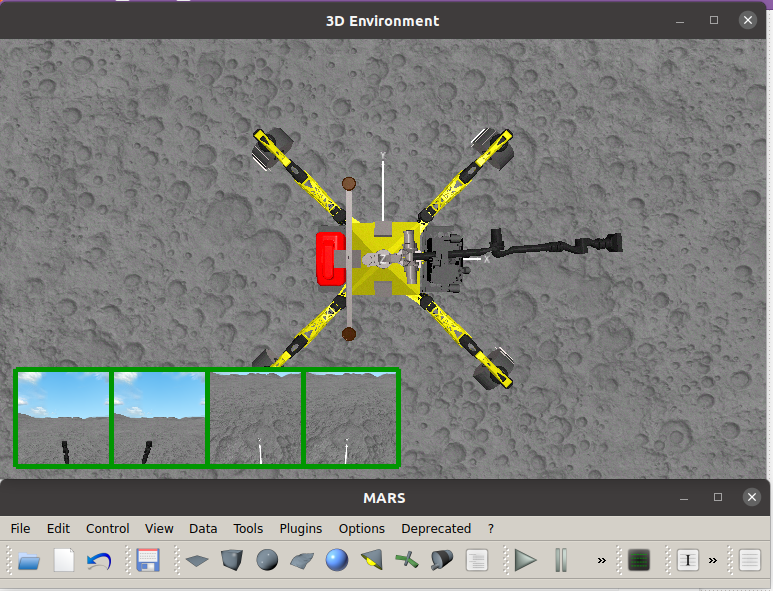 3D Environment
Y
Z
X
MARS
File Edit Control View Data Tools Plugins Options Deprecated ?
»
I
»